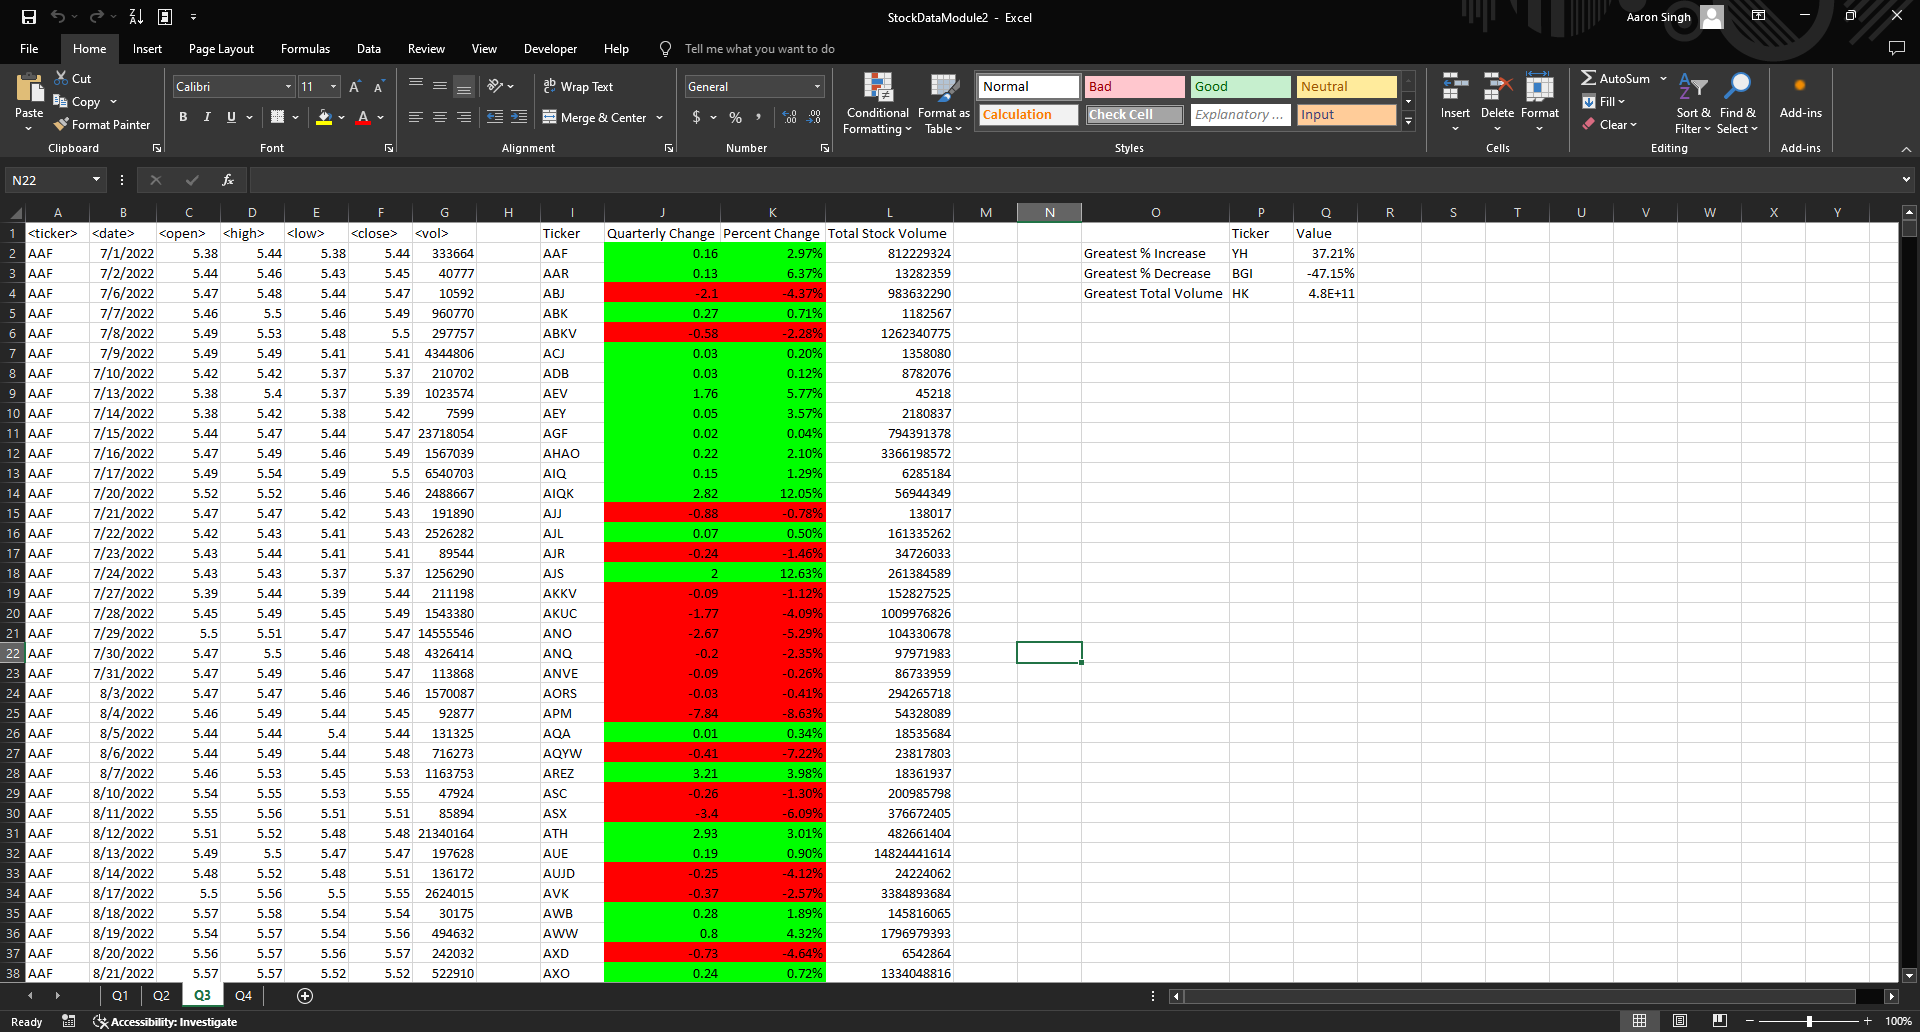 StockDataModule2 - Excel
Aaron Singh
File Home Insert Page Layout Formulas Data Review View Developer Help Tell me what you want to do
Paste
Cut
Copy
Format Painter
Clipboard
Calibri 11
B I U
Font
Wrap Text
Merge & Center
Alignment
General
$ % ,
Number
Conditional Formatting
Format as Table
Normal Bad Good Neutral
Calculation Check Cell Explanatory ... Input
Styles
Insert Delete Format
Cells
AutoSum
Fill
Clear
Sort & Filter
Find & Select
Editing
Add-ins
Add-ins
N22 fx
A B C D E F G H I J K L M N O P Q R S T U V W X Y
1 <ticker> <date> <open> <high> <low> <close> <vol> Ticker Quarterly Change Percent Change Total Stock Volume Ticker Value
2 AAF 7/1/2022 5.38 5.44 5.38 5.44 333664 AAF 0.16 2.97% 812229324 Greatest % Increase YH 37.21%
3 AAF 7/2/2022 5.44 5.46 5.43 5.45 40777 AAR 0.13 6.37% 13282359 Greatest % Decrease BGI -47.15%
4 AAF 7/6/2022 5.47 5.48 5.44 5.47 10592 ABJ -2.1 -4.37% 983632290 Greatest Total Volume HK 4.8E+11
5 AAF 7/7/2022 5.46 5.5 5.46 5.49 960770 ABK 0.27 0.71% 1182567
6 AAF 7/8/2022 5.49 5.53 5.48 5.5 297757 ABKV -0.58 -2.28% 1262340775
7 AAF 7/9/2022 5.49 5.49 5.41 5.41 4344806 ACJ 0.03 0.20% 1358080
8 AAF 7/10/2022 5.42 5.42 5.37 5.37 210702 ADB 0.03 0.12% 8782076
9 AAF 7/13/2022 5.38 5.4 5.37 5.39 1023574 AEV 1.76 5.77% 45218
10 AAF 7/14/2022 5.38 5.42 5.38 5.42 7599 AEY 0.05 3.57% 2180837
11 AAF 7/15/2022 5.44 5.47 5.44 5.47 23718054 AGF 0.02 0.04% 794391378
12 AAF 7/16/2022 5.47 5.49 5.46 5.49 1567039 AHAO 0.22 2.10% 3366198572
13 AAF 7/17/2022 5.49 5.54 5.49 5.5 6540703 AIQ 0.15 1.29% 6285184
14 AAF 7/20/2022 5.52 5.52 5.46 5.46 2488667 AIQK 2.82 12.05% 56944349
15 AAF 7/21/2022 5.47 5.47 5.42 5.43 191890 AJJ -0.88 -0.78% 138017
16 AAF 7/22/2022 5.42 5.43 5.41 5.43 2526282 AJL 0.07 0.50% 161335262
17 AAF 7/23/2022 5.43 5.44 5.41 5.41 89544 AJR -0.24 -1.46% 34726033
18 AAF 7/24/2022 5.43 5.43 5.37 5.37 1256290 AJS 2 12.63% 261384589
19 AAF 7/27/2022 5.39 5.44 5.39 5.44 211198 AKKV -0.09 -1.12% 152827525
20 AAF 7/28/2022 5.45 5.49 5.45 5.49 1543380 AKUC -1.77 -4.09% 1009976826
21 AAF 7/29/2022 5.5 5.51 5.47 5.47 14555546 ANO -2.67 -5.29% 104330678
22 AAF 7/30/2022 5.47 5.5 5.46 5.48 4326414 ANQ -0.2 -2.35% 97971983
23 AAF 7/31/2022 5.47 5.49 5.46 5.47 113868 ANVE -0.09 -0.26% 86733959
24 AAF 8/3/2022 5.47 5.47 5.46 5.46 1570087 AORS -0.03 -0.41% 294265718
25 AAF 8/4/2022 5.46 5.49 5.44 5.45 92877 APM -7.84 -8.63% 54328089
26 AAF 8/5/2022 5.44 5.44 5.4 5.44 131325 AQA 0.01 0.34% 18535684
27 AAF 8/6/2022 5.44 5.49 5.44 5.48 716273 AQYW -0.41 -7.22% 23817803
28 AAF 8/7/2022 5.46 5.53 5.45 5.53 1163753 AREZ 3.21 3.98% 18361937
29 AAF 8/10/2022 5.54 5.55 5.53 5.55 47924 ASC -0.26 -1.30% 200985798
30 AAF 8/11/2022 5.55 5.56 5.51 5.51 85894 ASX -3.4 -6.09% 376672405
31 AAF 8/12/2022 5.51 5.52 5.48 5.48 21340164 ATH 2.93 3.01% 482661404
32 AAF 8/13/2022 5.49 5.5 5.47 5.47 197628 AUE 0.19 0.90% 14824441614
33 AAF 8/14/2022 5.48 5.52 5.48 5.51 136172 AUJD -0.25 -4.12% 24224062
34 AAF 8/17/2022 5.5 5.56 5.5 5.55 2624015 AVK -0.37 -2.57% 3384893684
35 AAF 8/18/2022 5.57 5.58 5.54 5.54 30175 AWB 0.28 1.89% 145816065
36 AAF 8/19/2022 5.54 5.57 5.54 5.56 494632 AWW 0.8 4.32% 1796979393
37 AAF 8/20/2022 5.56 5.57 5.56 5.57 242032 AXD -0.73 -4.64% 6542864
38 AAF 8/21/2022 5.57 5.57 5.52 5.52 522910 AXO 0.24 0.72% 1334048816
Q1 Q2 Q3 Q4
Ready Accessibility: Investigate 100%